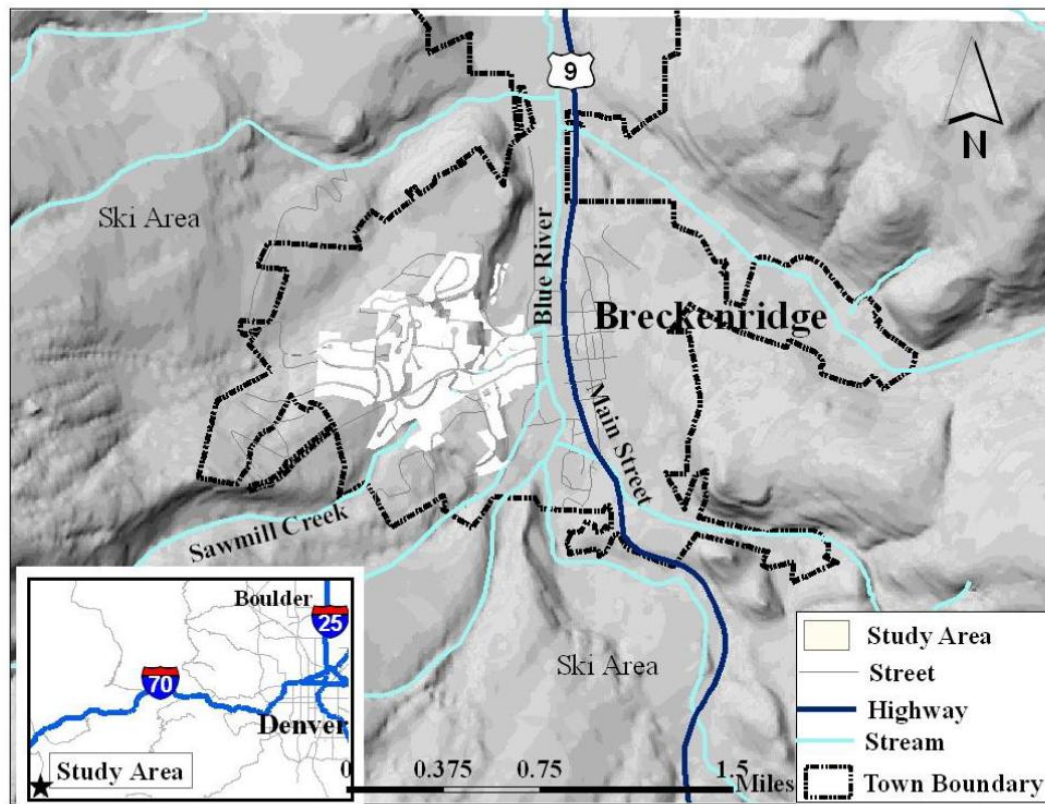 9
N
Ski Area
Blue River
Breckenridge
Main Street
Sawmill Creek
Ski Area
Boulder
25
70
Denver
Study Area
0 0.375 0.75 1.5
Miles
Study Area
Street
Highway
Stream
Town Boundary